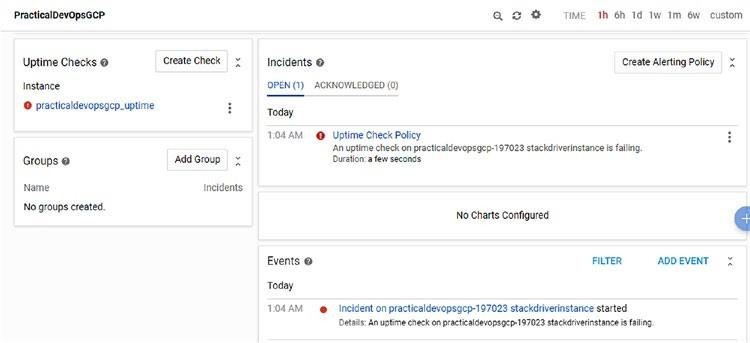 PracticalDevOpsGCP
TIME 1h 6h 1d 1w 1m 6w custom
Uptime Checks
Create Check
Instance
practicaldevopsgcp_uptime
Groups
Add Group
Name Incidents
No groups created.
Incidents
Create Alerting Policy
OPEN (1) ACKNOWLEDGED (0)
Today
1:04 AM Uptime Check Policy
An uptime check on practicaldevopsgcp-197023 stackdriverinstance is failing.
Duration: a few seconds
No Charts Configured
Events
FILTER ADD EVENT
Today
1:04 AM Incident on practicaldevopsgcp-197023 stackdriverinstance started
Details: An uptime check on practicaldevopsgcp-197023 stackdriverinstance is failing.